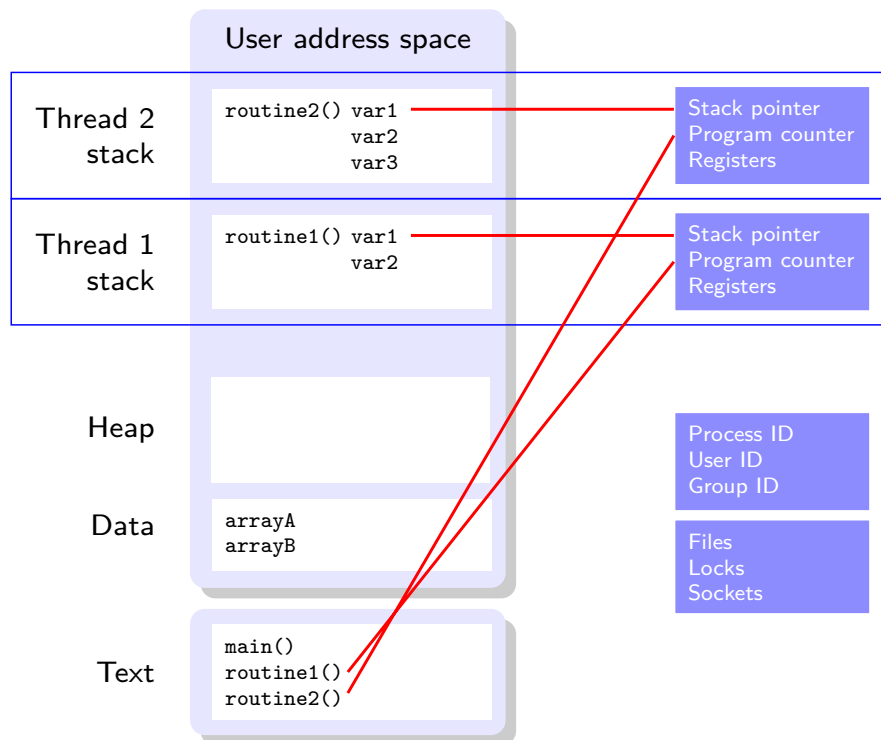 User address space
Thread 2
stack
routine2() var1
var2
var3
Stack pointer
Program counter
Registers
Thread 1
stack
routine1() var1
var2
Stack pointer
Program counter
Registers
Heap
Process ID
User ID
Group ID
Data
arrayA
arrayB
Files
Locks
Sockets
Text
main()
routine1()
routine2()